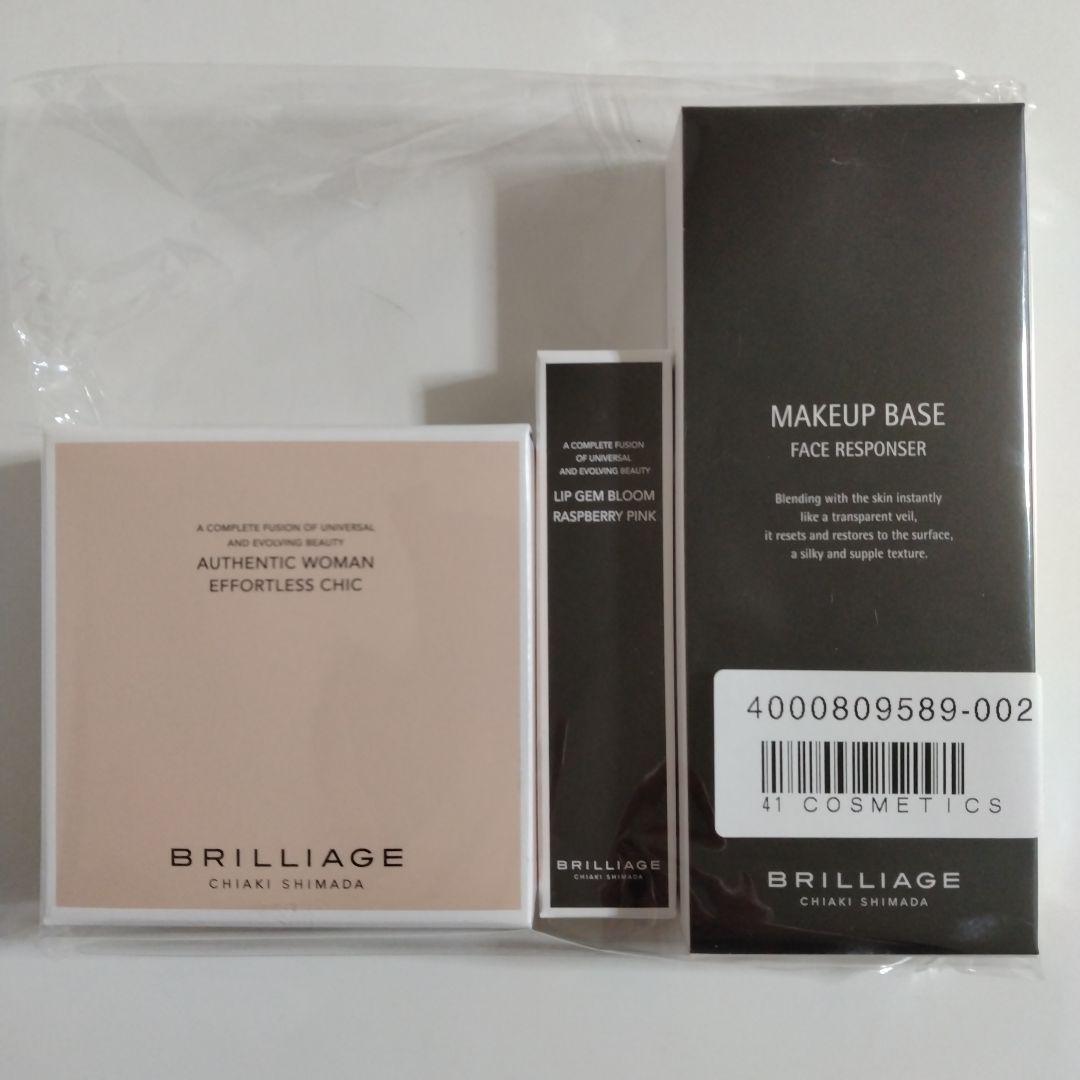 A COMPLETE FUSION OF UNIVERSAL
AND EVOLVING BEAUTY
AUTHENTIC WOMAN
EFFORTLESS CHIC
BRILLIAGE
CHIAKI SHIMADA
A COMPLETE FUSION
OF UNIVERSAL
AND EVOLVING BEAUTY
LIP GEM BLOOM
RASPBERRY PINK
BRILLIAGE
CHIAKI SHIMADA
MAKEUP BASE
FACE RESPONSER
Blending with the skin instantly
like a transparent veil,
it resets and restores to the surface,
a silky and supple texture.
4000809589-002
41 COSMETICS
BRILLIAGE
CHIAKI SHIMADA